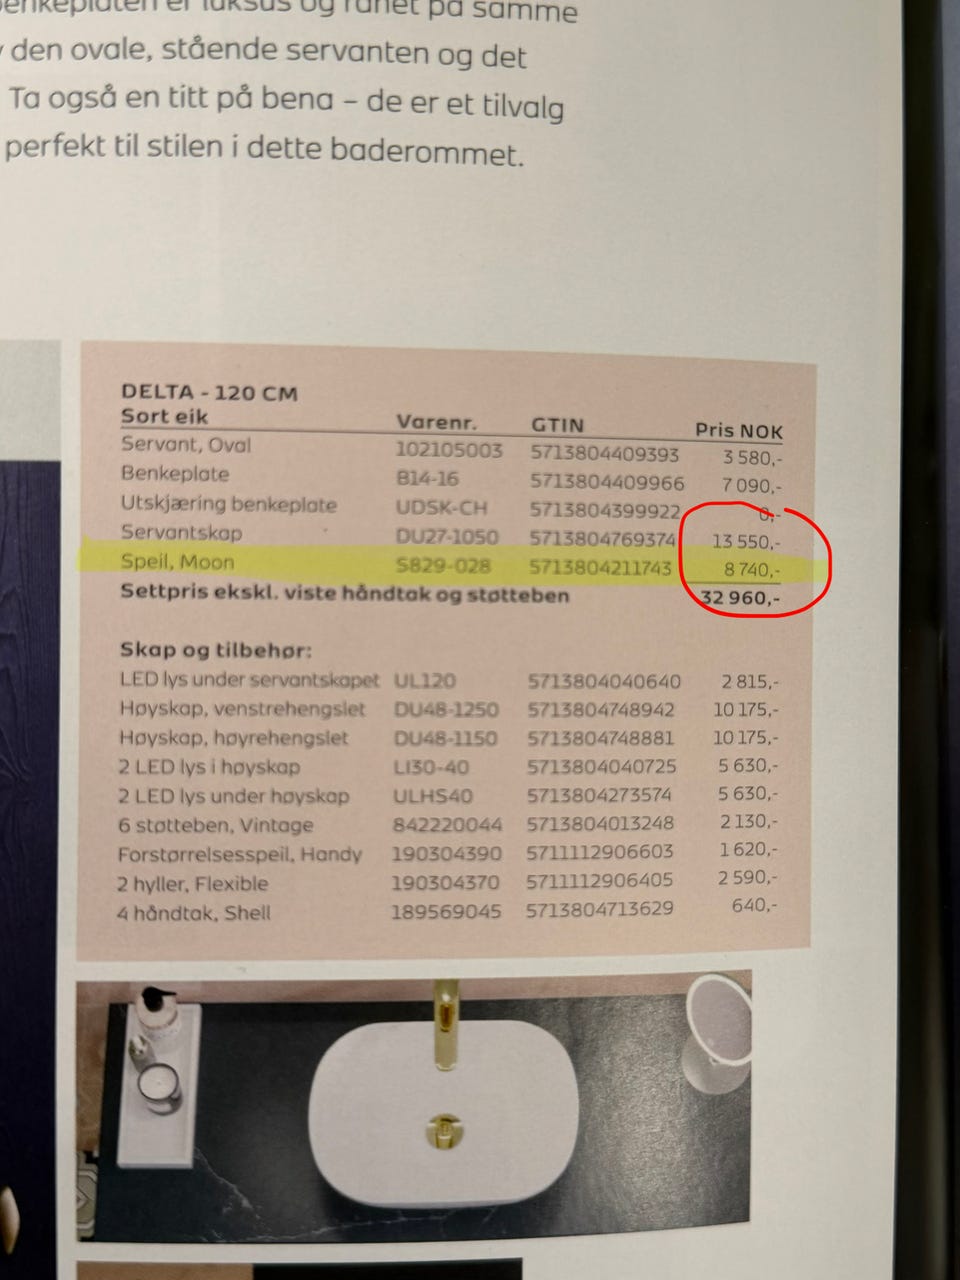 er luksus og råhet på samme
den ovale, stående servanten og det
Ta også en titt på bena – de er et tilvalg
perfekt til stilen i dette baderommet.
DELTA - 120 CM
Sort eik Varenr. GTIN Pris NOK
Servant, Oval 102105003 5713804409393 3 580,-
Benkeplate B14-16 5713804409966 7 090,-
Utskjæring benkeplate UDSK-CH 5713804399922 0,-
Servantskap DU27-1050 5713804769374 13 550,-
Speil, Moon S829-028 5713804211743 8 740,-
Settpris ekskl. viste håndtak og støtteben 32 960,-
Skap og tilbehør:
LED lys under servantskapet UL120 5713804040640 2 815,-
Høyskap, venstrehengslet DU48-1250 5713804748942 10 175,-
Høyskap, høyrehengslet DU48-1150 5713804748881 10 175,-
2 LED lys i høyskap LI30-40 5713804040725 5 630,-
2 LED lys under høyskap ULHS40 5713804273574 5 630,-
6 støtteben, Vintage 842220044 5713804013248 2 130,-
Forstørrelsesspeil, Handy 190304390 5711112906603 1 620,-
2 hyller, Flexible 190304370 5711112906405 2 590,-
4 håndtak, Shell 189569045 5713804713629 640,-